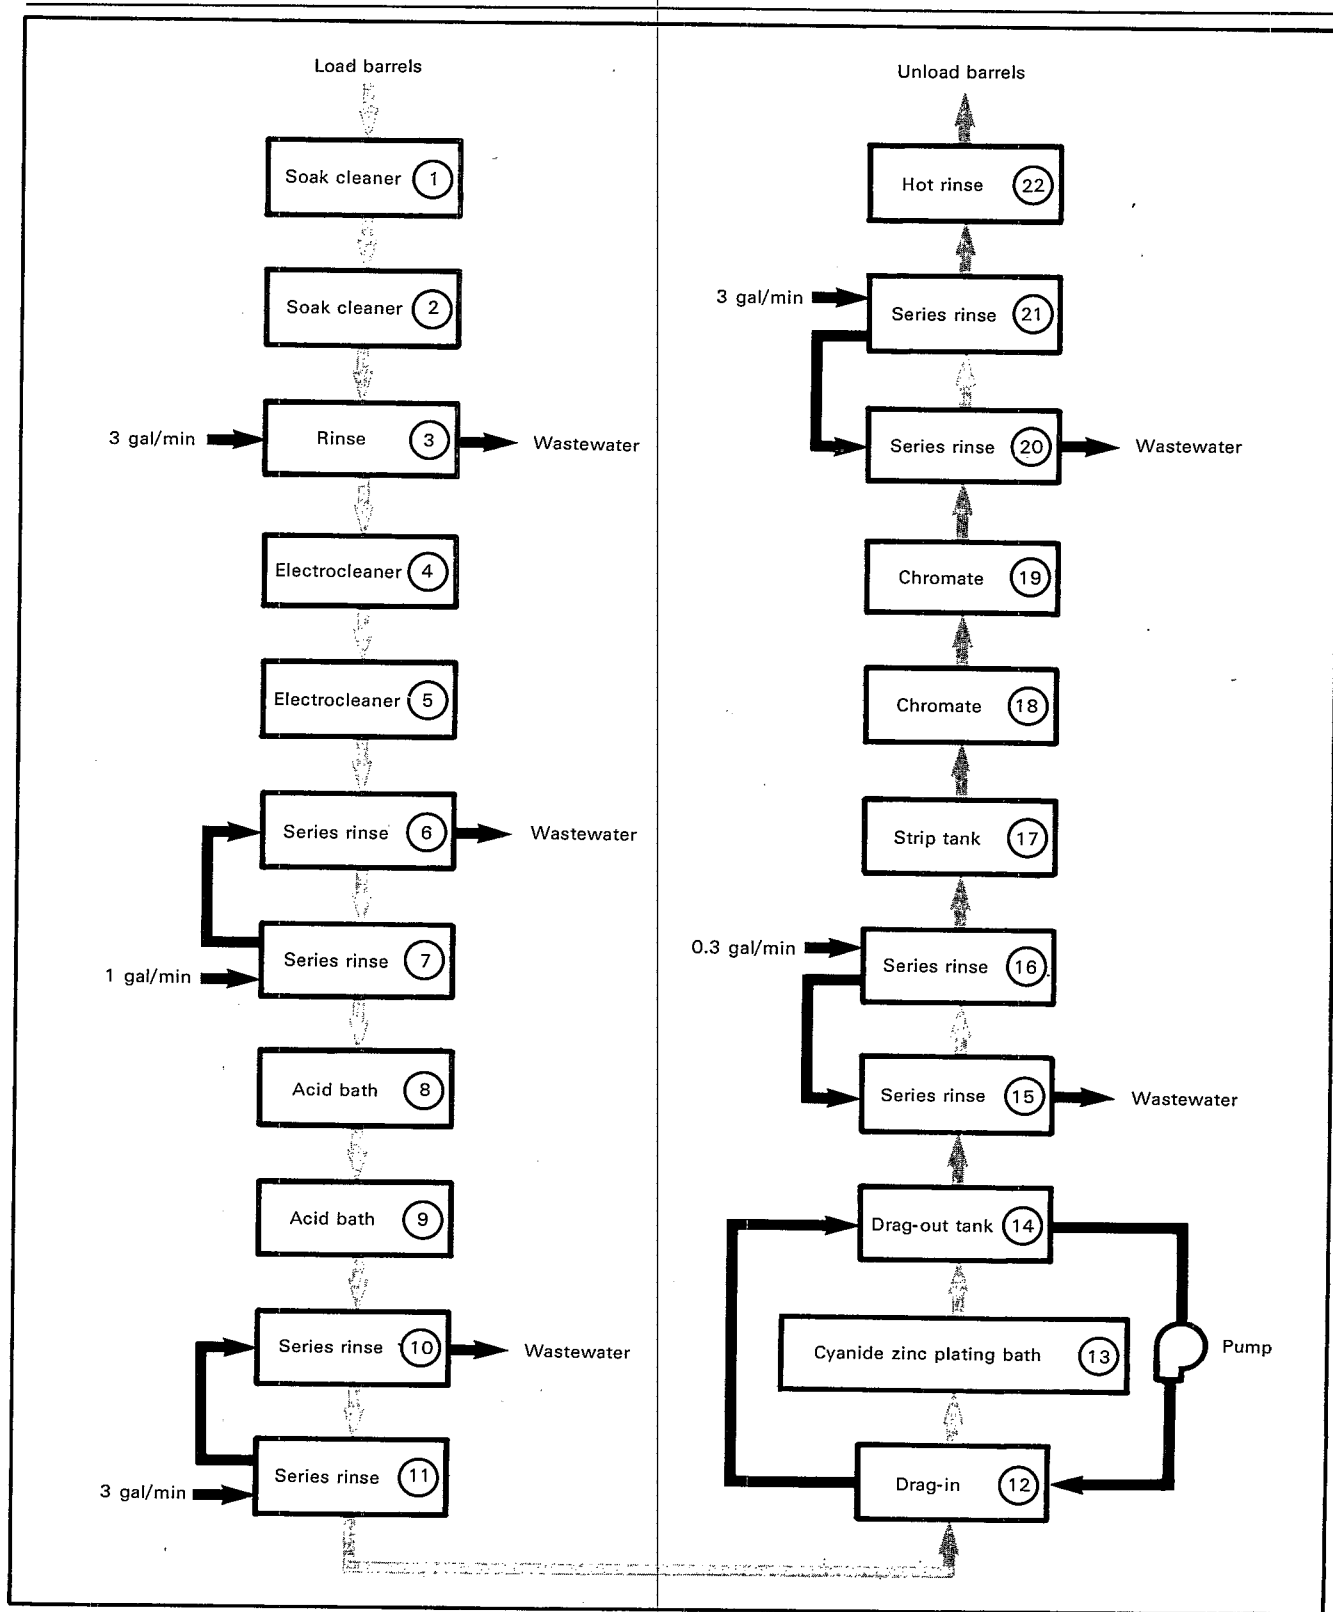 Load barrels
Soak cleaner 1
Soak cleaner 2
3 gal/min
Rinse 3
Wastewater
Electrocleaner 4
Electrocleaner 5
Series rinse 6
Wastewater
Series rinse 7
1 gal/min
Acid bath 8
Acid bath 9
Series rinse 10
Wastewater
Series rinse 11
3 gal/min
Unload barrels
Hot rinse 22
3 gal/min
Series rinse 21
Series rinse 20
Wastewater
Chromate 19
Chromate 18
Strip tank 17
0.3 gal/min
Series rinse 16
Series rinse 15
Wastewater
Drag-out tank 14
Cyanide zinc plating bath 13
Pump
Drag-in 12